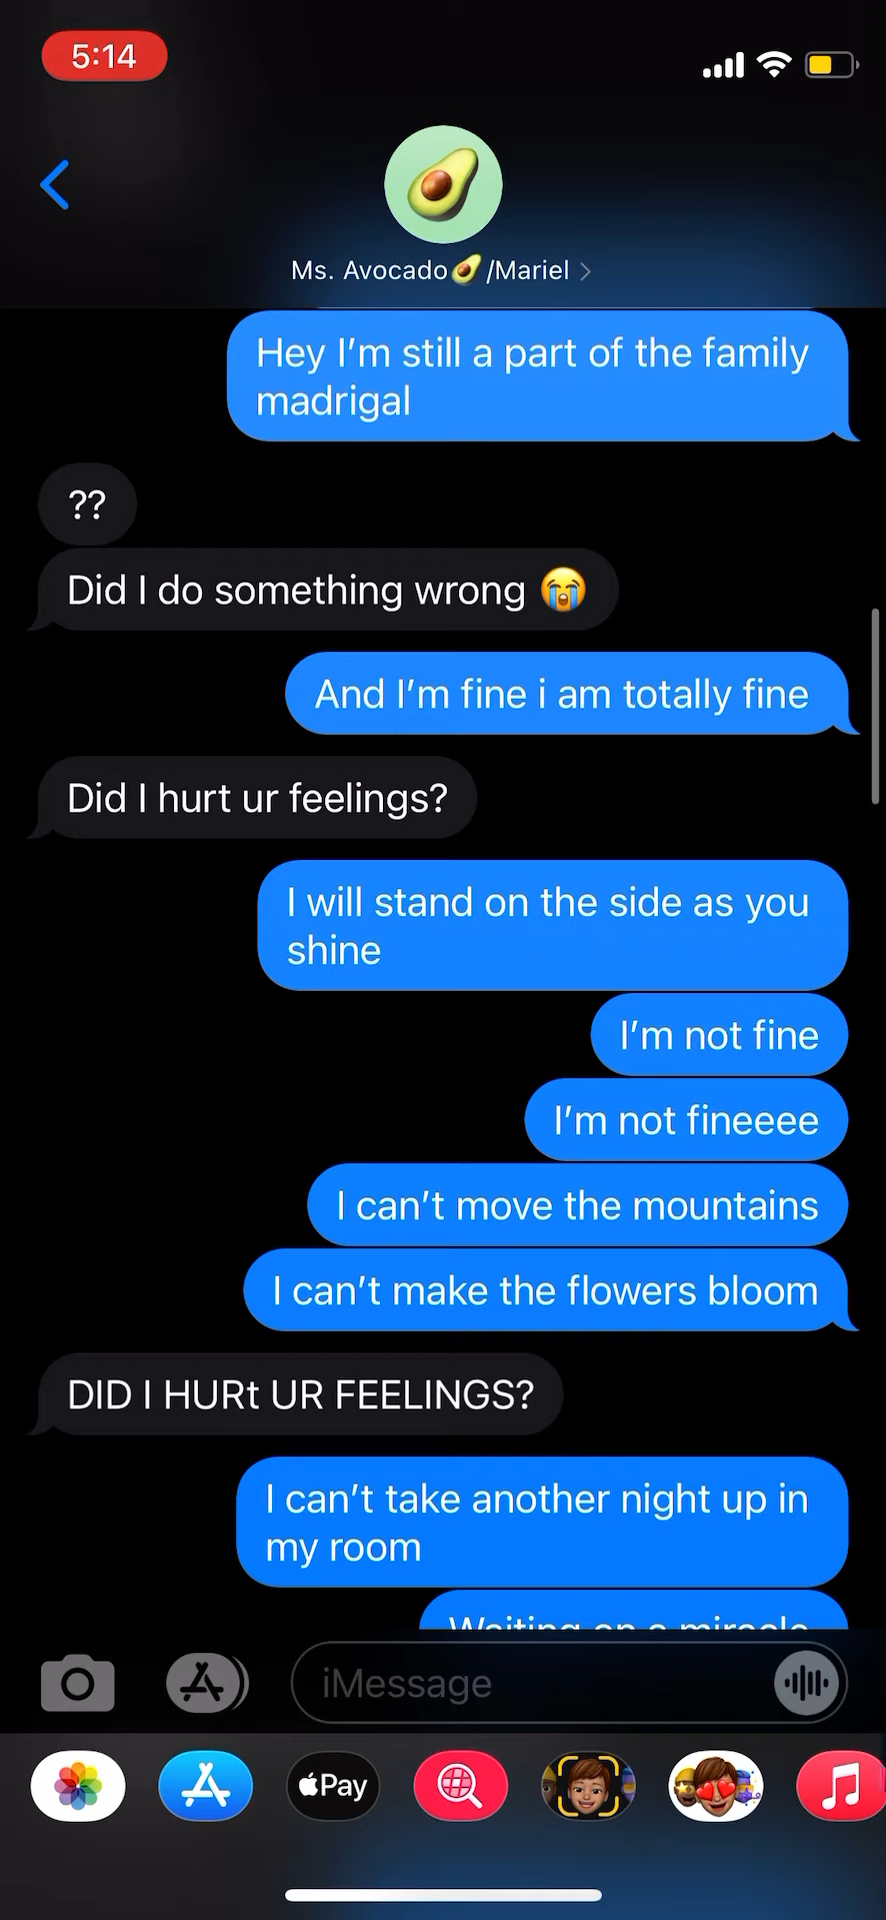 5:14
Ms. Avocado🥑/Mariel
Hey I’m still a part of the family
madrigal
??
Did I do something wrong 😭
And I’m fine i am totally fine
Did I hurt ur feelings?
I will stand on the side as you
shine
I’m not fine
I’m not fineeee
I can’t move the mountains
I can’t make the flowers bloom
DID I HURt UR FEELINGS?
I can’t take another night up in
my room
Waiting on a miracle
iMessage
Pay